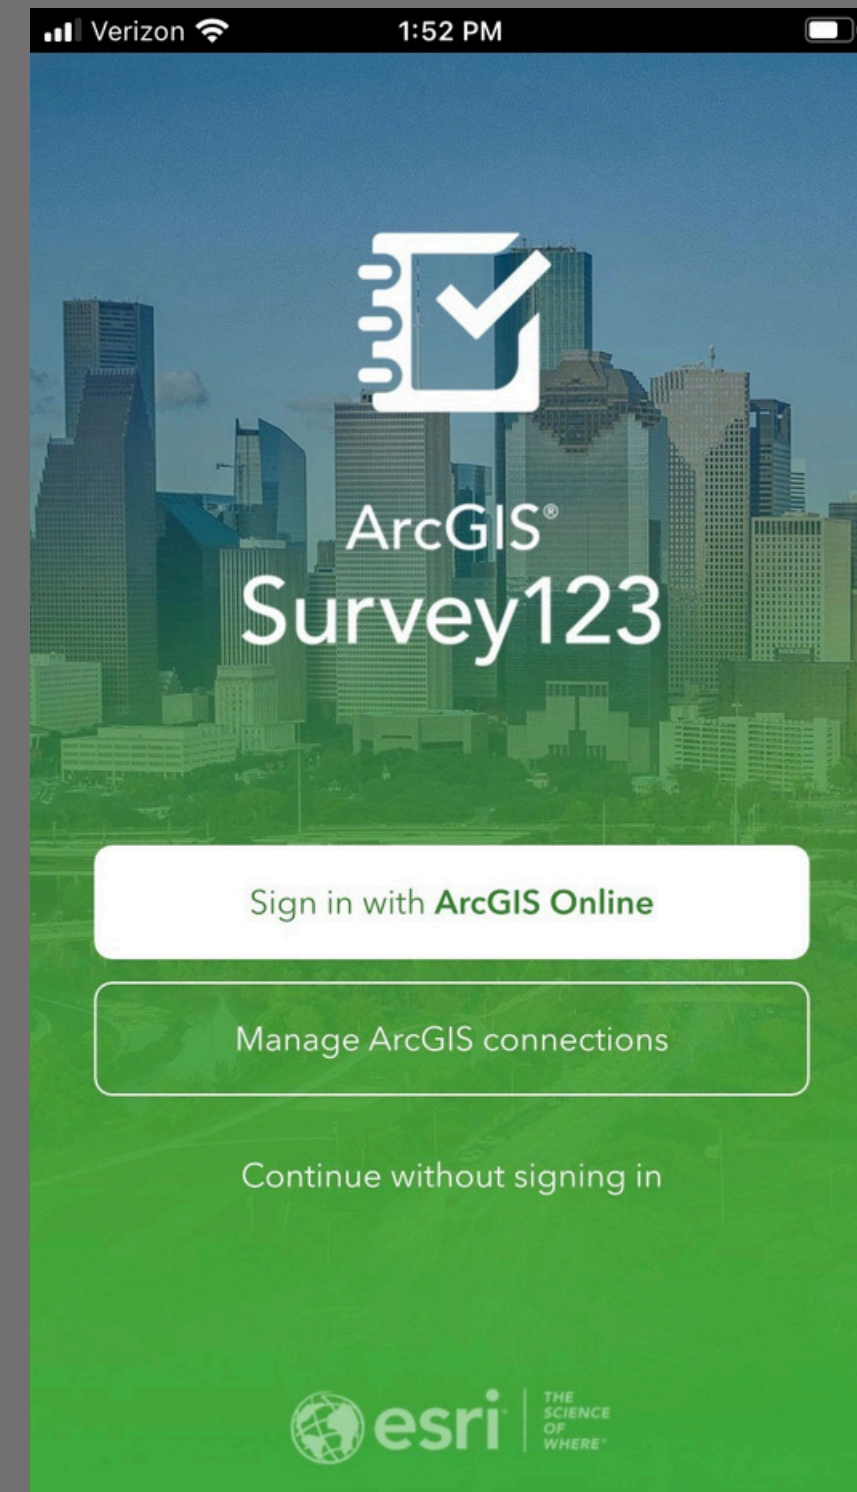 Verizon 1:52 PM
ArcGIS®
Survey123
Sign in with ArcGIS Online
Manage ArcGIS connections
Continue without signing in
esri
THE
SCIENCE
OF
WHERE®